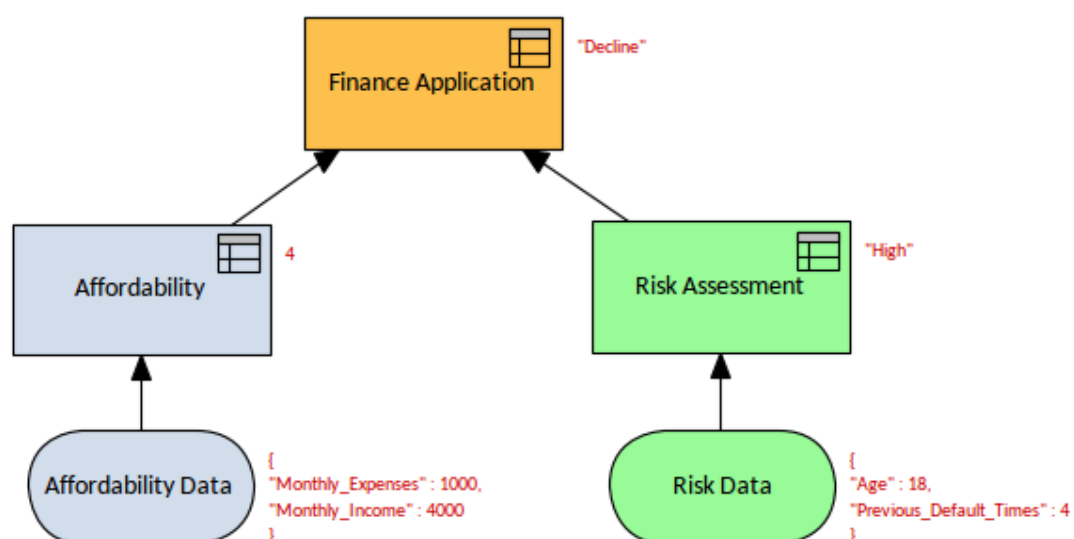 Finance Application
"Decline"
Affordability
4
Risk Assessment
"High"
Affordability Data
{
"Monthly_Expenses" : 1000,
"Monthly_Income" : 4000
}
Risk Data
{
"Age" : 18,
"Previous_Default_Times" : 4
}